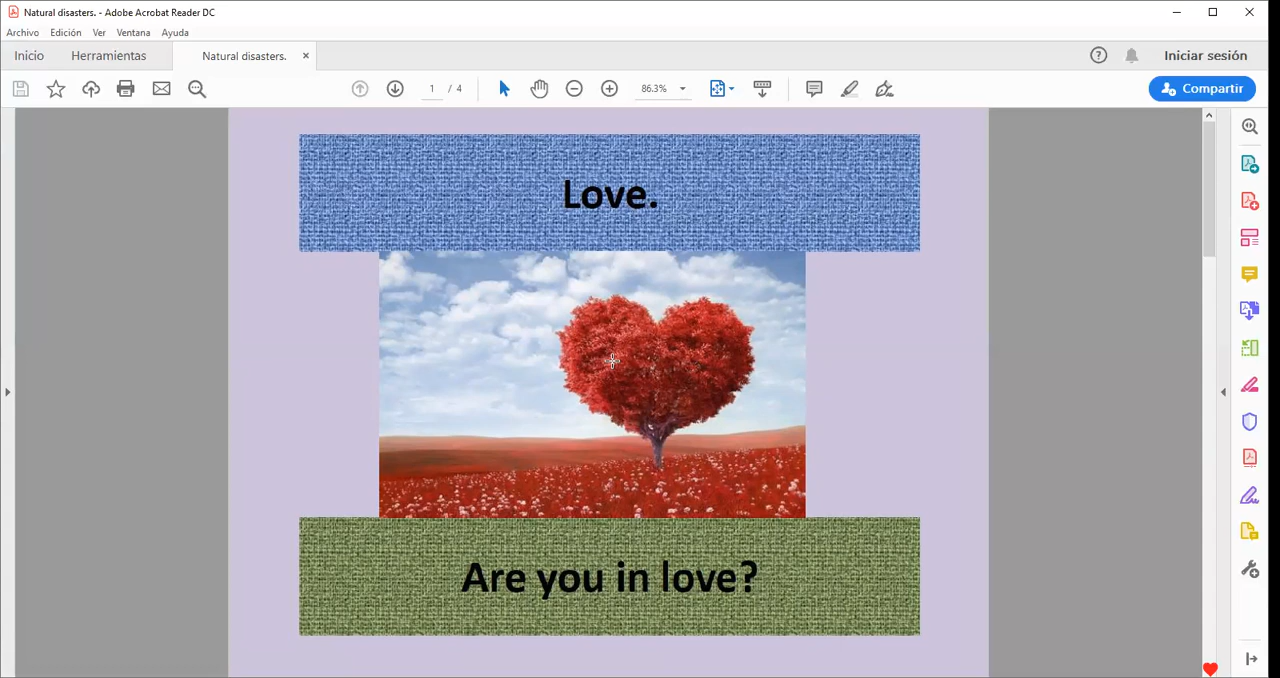 Natural disasters. - Adobe Acrobat Reader DC
Archivo Edición Ver Ventana Ayuda
Inicio Herramientas Natural disasters. × Iniciar sesión
1 / 4 86.3% Compartir
Love.
Are you in love?